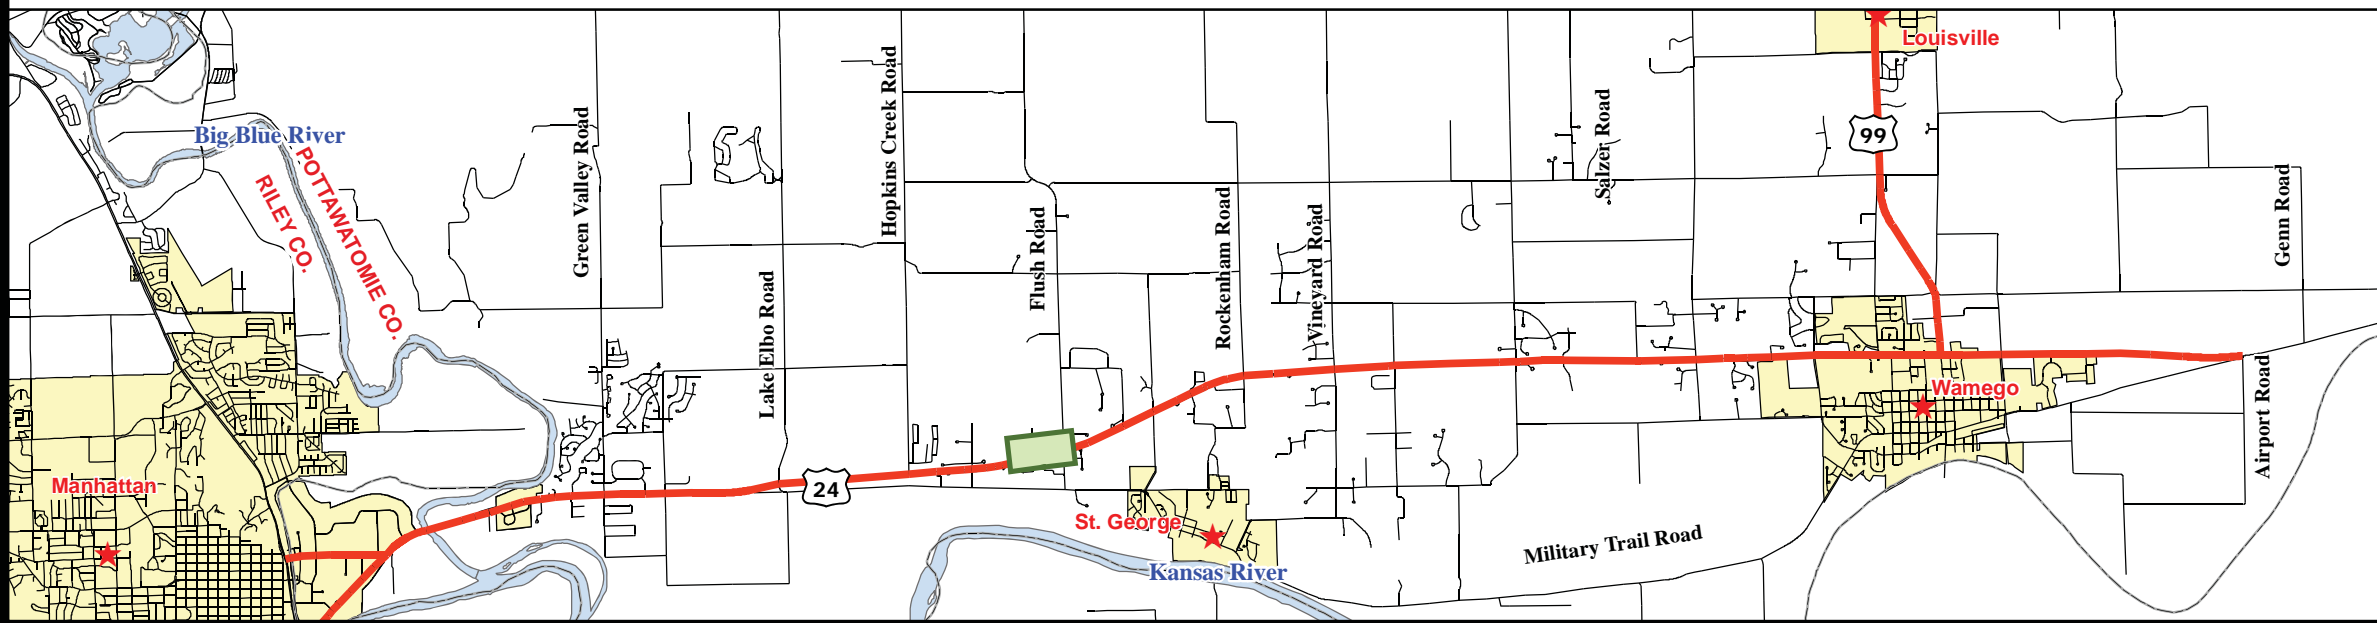 Louisville
99
Big Blue River
POTTAWATOMIE CO.
RILEY CO.
Green Valley Road
Hopkins Creek Road
Salzer Road
Genn Road
Flush Road
Rockenham Road
Vineyard Road
Lake Elbo Road
Wamego
Airport Road
Manhattan
24
St. George
Military Trail Road
Kansas River